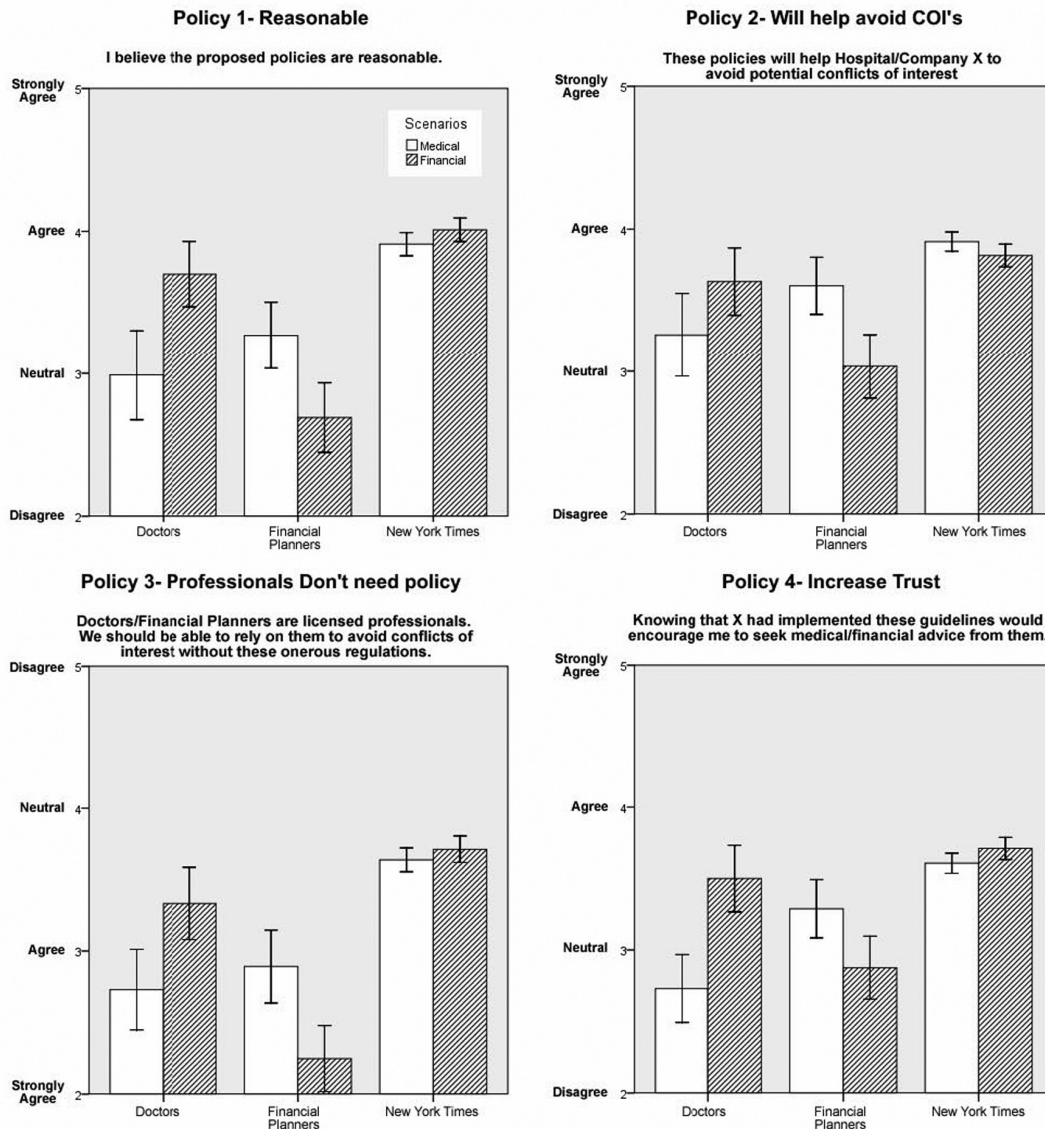 Policy 1- Reasonable
I believe the proposed policies are reasonable.
Strongly
Agree
5
Scenarios
Medical
Financial
Agree
4
Neutral
3
Disagree
2
Doctors
Financial
Planners
New York Times
Policy 2- Will help avoid COI's
These policies will help Hospital/Company X to
avoid potential conflicts of interest
Strongly
Agree
5
Agree
4
Neutral
3
Disagree
2
Doctors
Financial
Planners
New York Times
Policy 3- Professionals Don't need policy
Doctors/Financial Planners are licensed professionals.
We should be able to rely on them to avoid conflicts of
interest without these onerous regulations.
Disagree
5
Neutral
4
Agree
3
Strongly
Agree
2
Doctors
Financial
Planners
New York Times
Policy 4- Increase Trust
Knowing that X had implemented these guidelines would
encourage me to seek medical/financial advice from them.
Strongly
Agree
5
Agree
4
Neutral
3
Disagree
2
Doctors
Financial
Planners
New York Times